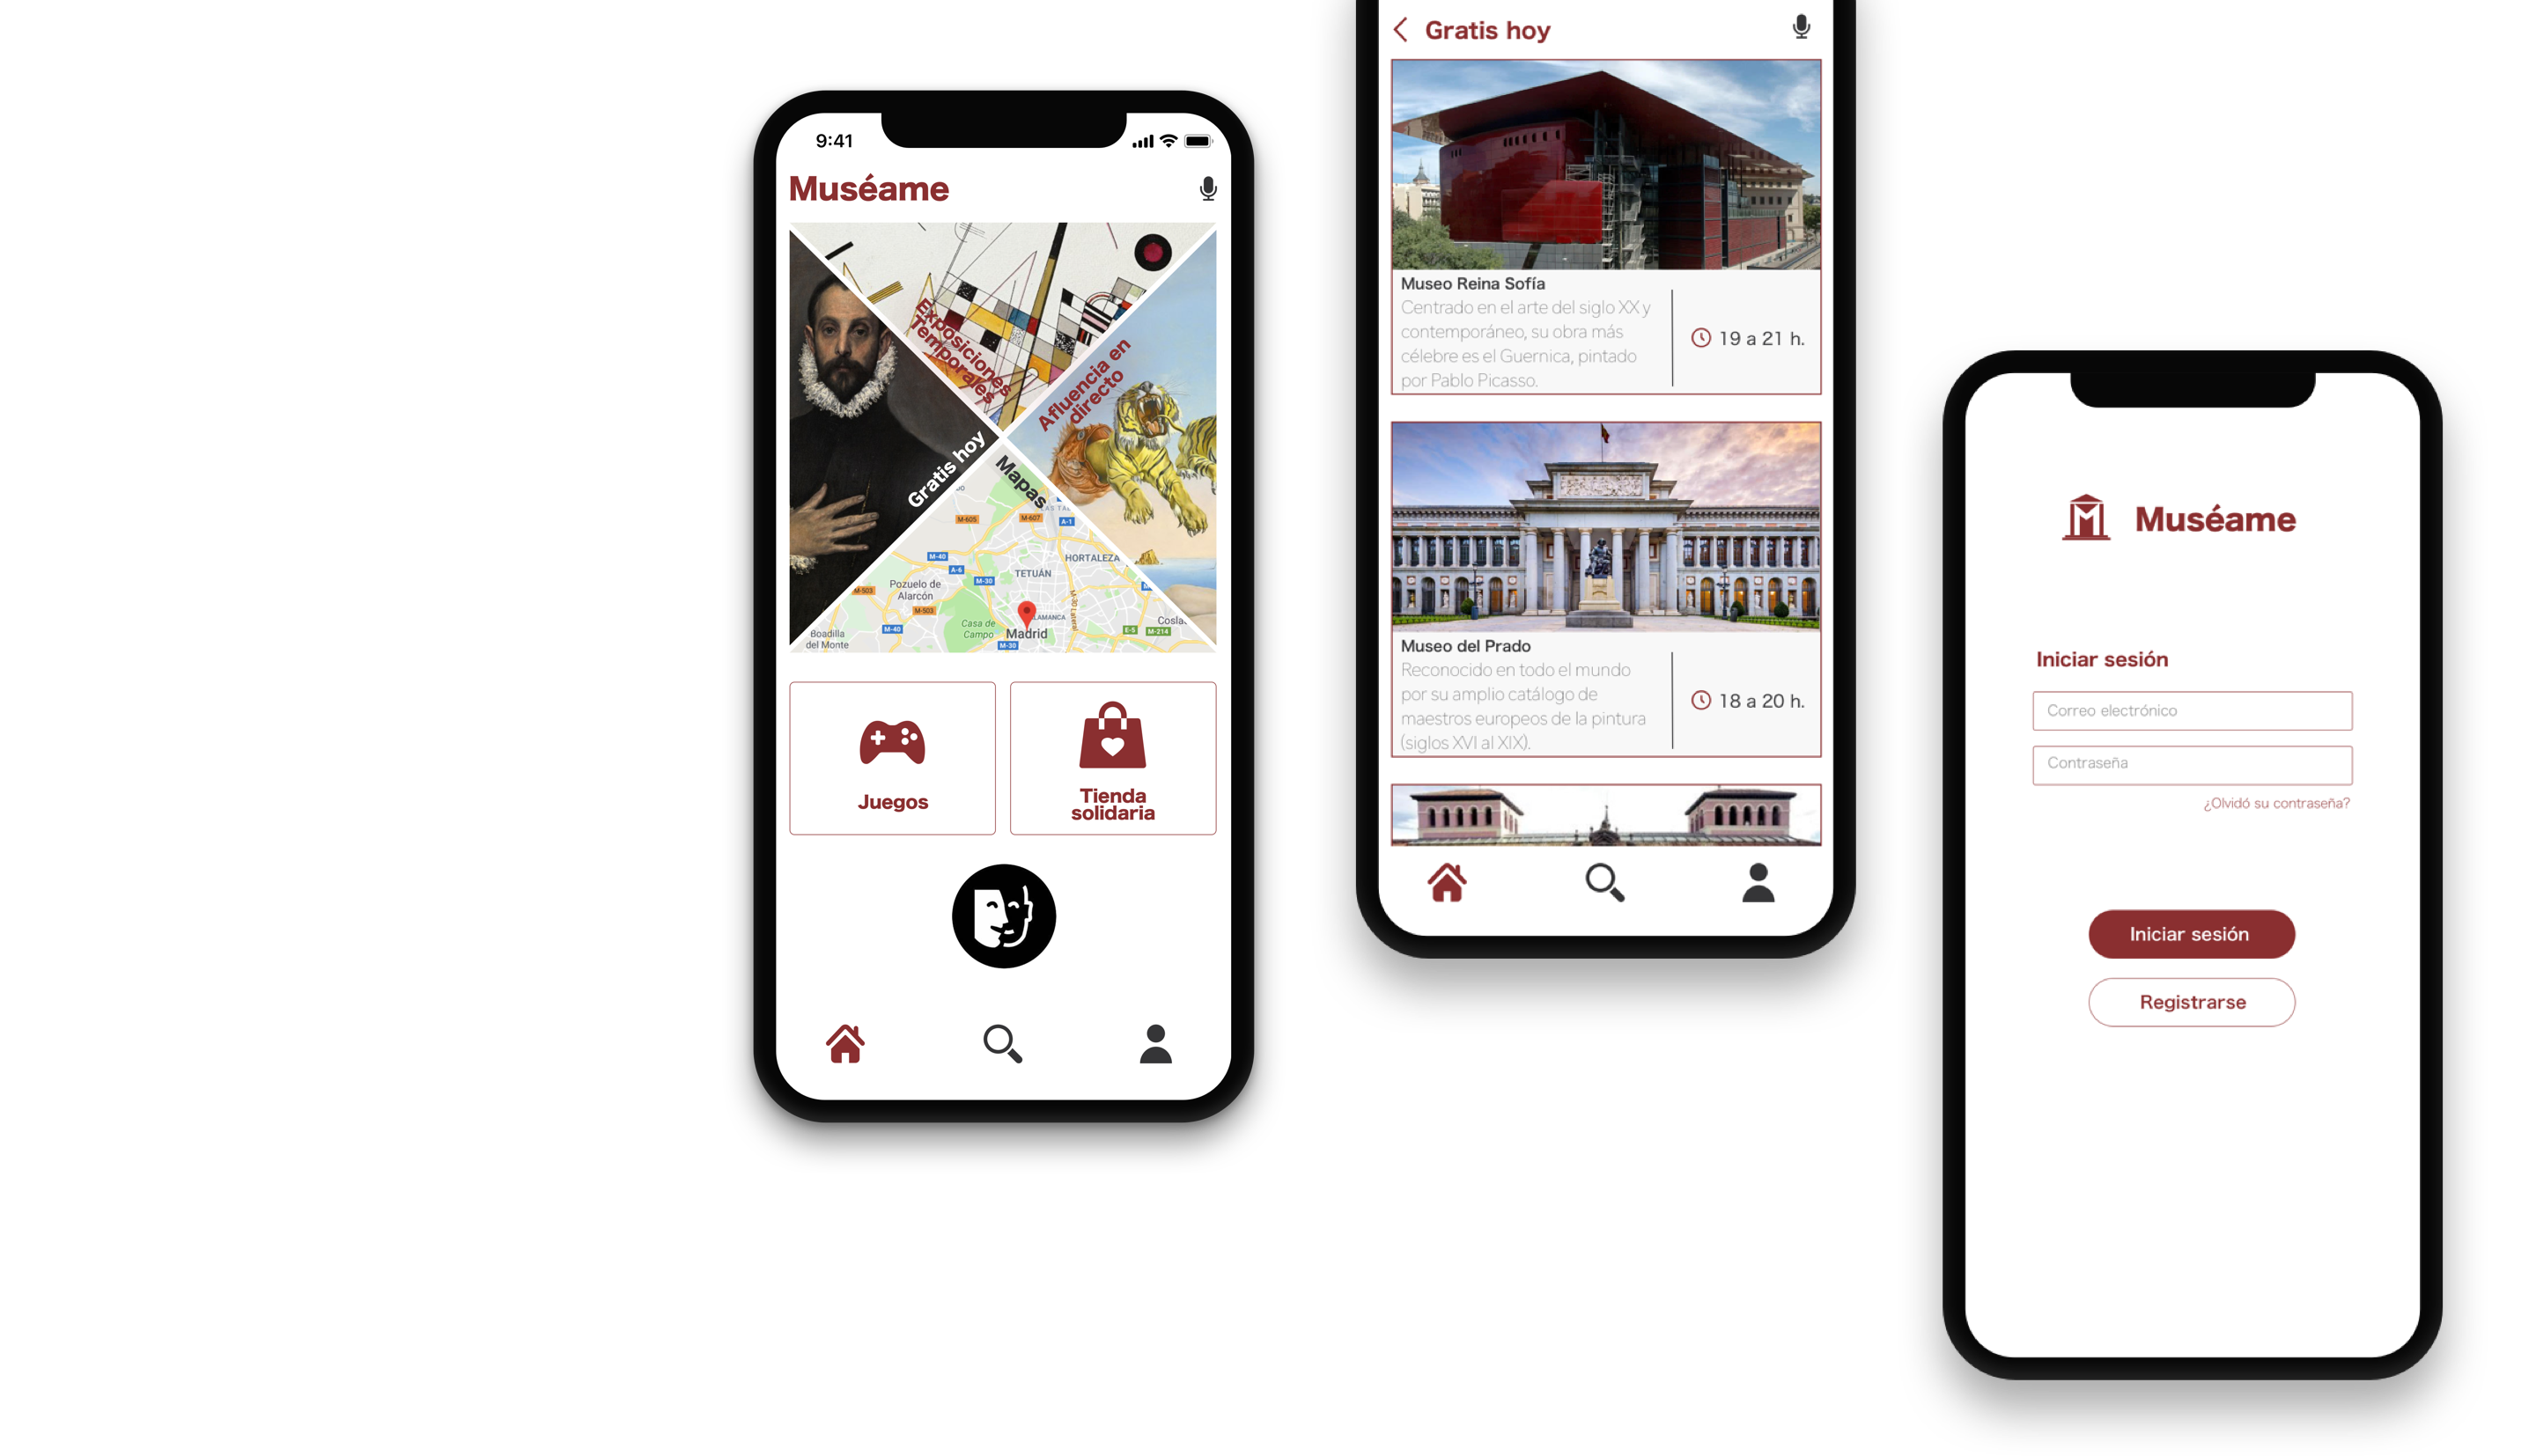 9:41
Muséame
Exposiciones
Temporales
Afluencia en
directo
Gratis hoy
Mapas
M-605
M-607
A-1
M-40
HORTALEZA
A-6
TETUÁN
M-30
Pozuelo de
Alarcón
M-503
M-503
M-30 Lateral
LAMANCA
Casa de
Campo
Madrid
M-40
E-5
M-214
Cosla
Boadilla
del Monte
M-30
Juegos
Tienda
solidaria
Gratis hoy
Museo Reina Sofía
Centrado en el arte del siglo XX y
contemporáneo, su obra más
célebre es el Guernica, pintado
por Pablo Picasso.
19 a 21 h.
Museo del Prado
Reconocido en todo el mundo
por su amplio catálogo de
maestros europeos de la pintura
(siglos XVI al XIX).
18 a 20 h.
Muséame
Iniciar sesión
Correo electrónico
Contraseña
¿Olvidó su contraseña?
Iniciar sesión
Registrarse